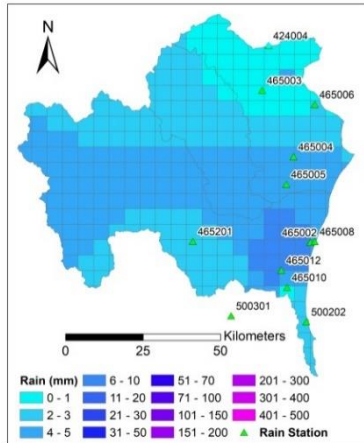 N
424004
465003
465006
465004
465005
465201
465002 465008
465012
465010
500301
500202
Kilometers
0 25 50
Rain (mm)
6 - 10 51 - 70 201 - 300
0 - 1 11 - 20 71 - 100 301 - 400
2 - 3 21 - 30 101 - 150 401 - 500
4 - 5 31 - 50 151 - 200 Rain Station